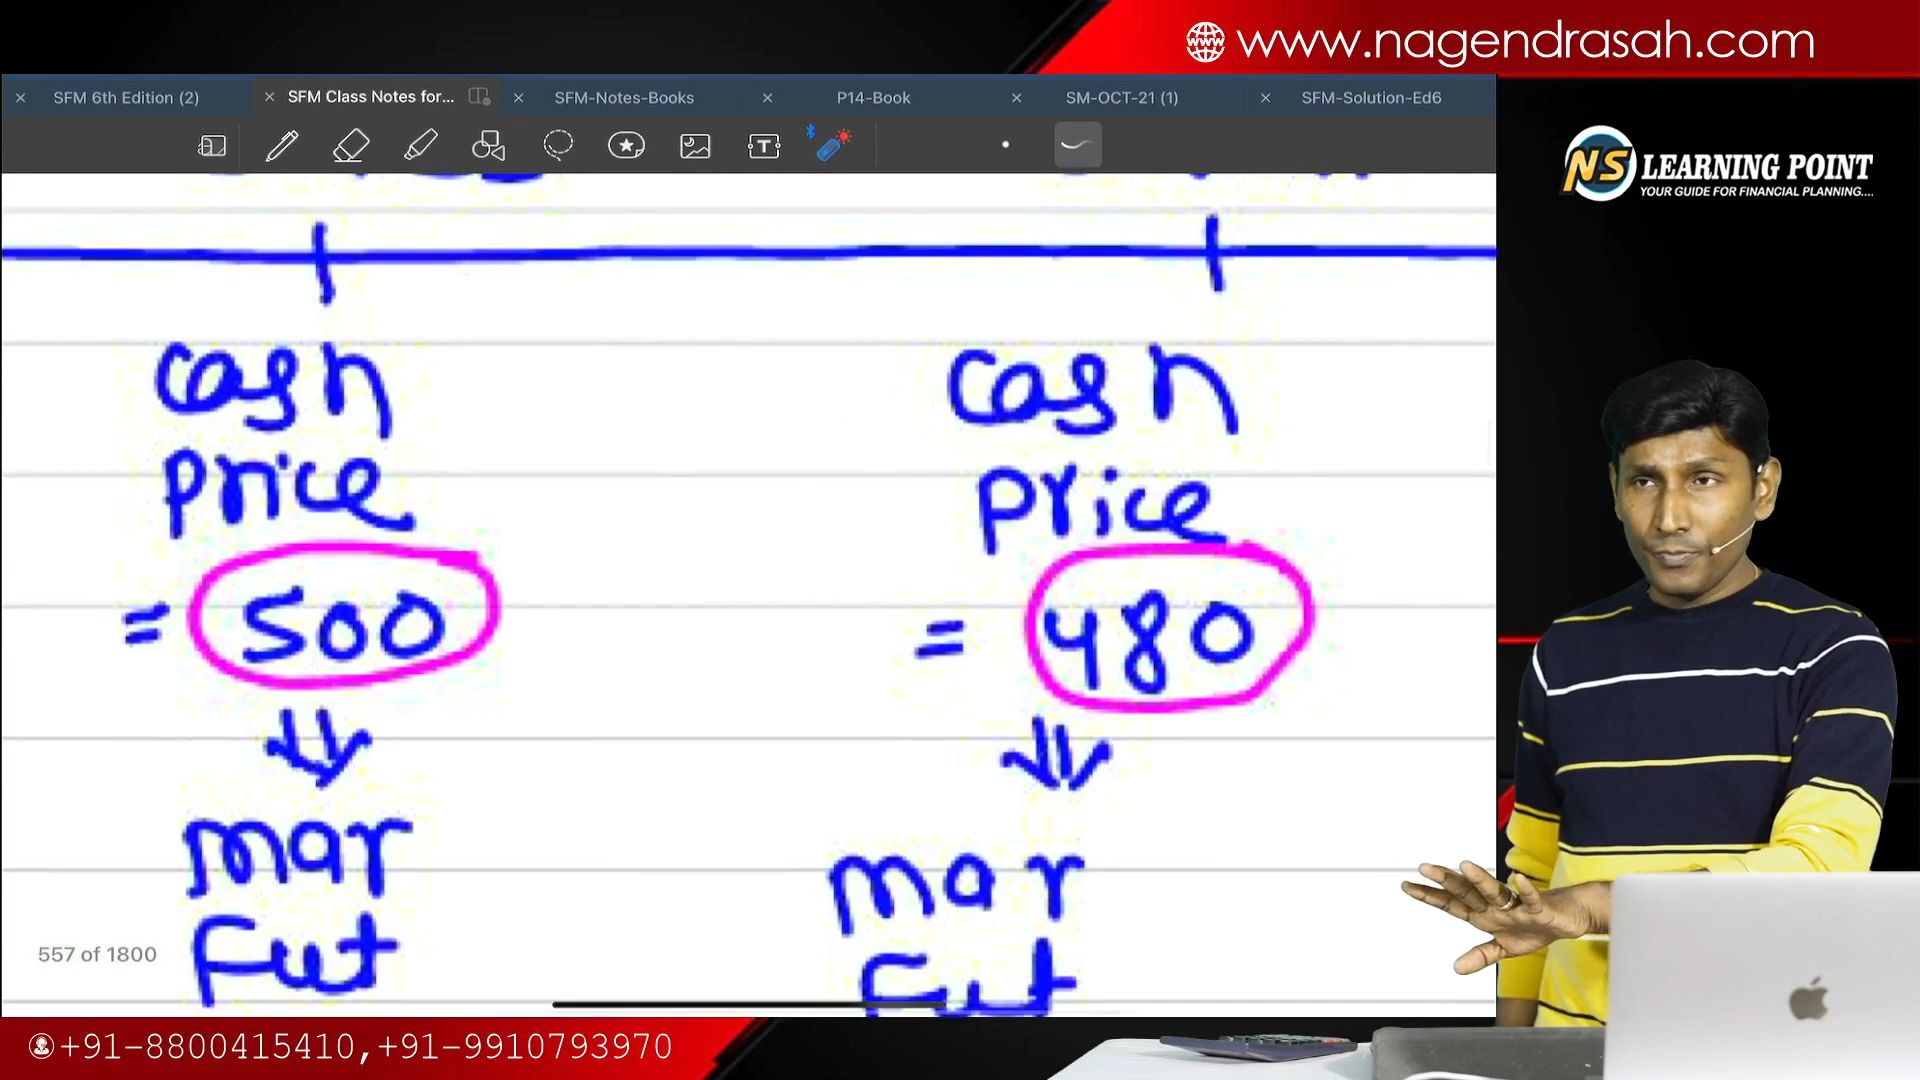 www.nagendrasah.com
SFM 6th Edition (2)
SFM Class Notes for...
SFM-Notes-Books
P14-Book
SM-OCT-21 (1)
SFM-Solution-Ed6
NS LEARNING POINT
YOUR GUIDE FOR FINANCIAL PLANNING....
cash
price
= 500
mar
Fut
cash
price
= 480
mar
Fut
557 of 1800
+91-8800415410,+91-9910793970